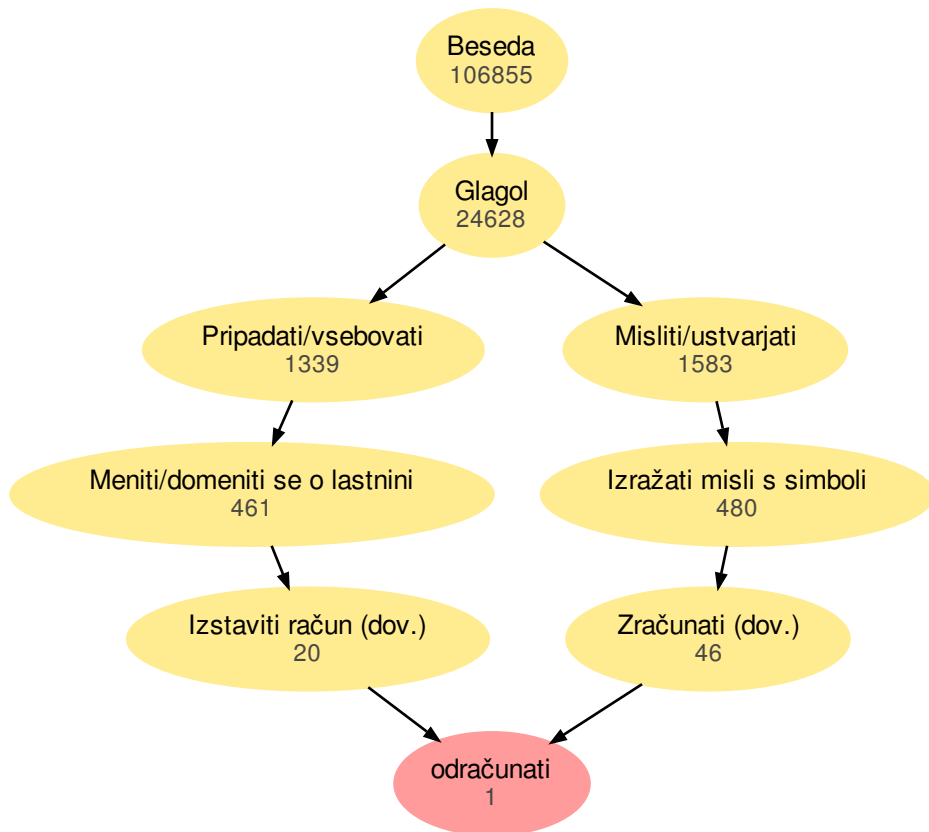 Beseda
106855
Glagol
24628
Pripadati/vsebovati
1339
Misliti/ustvarjati
1583
Meniti/domeniti se o lastnini
461
Izražati misli s simboli
480
Izstaviti račun (dov.)
20
Zračunati (dov.)
46
odračunati
1